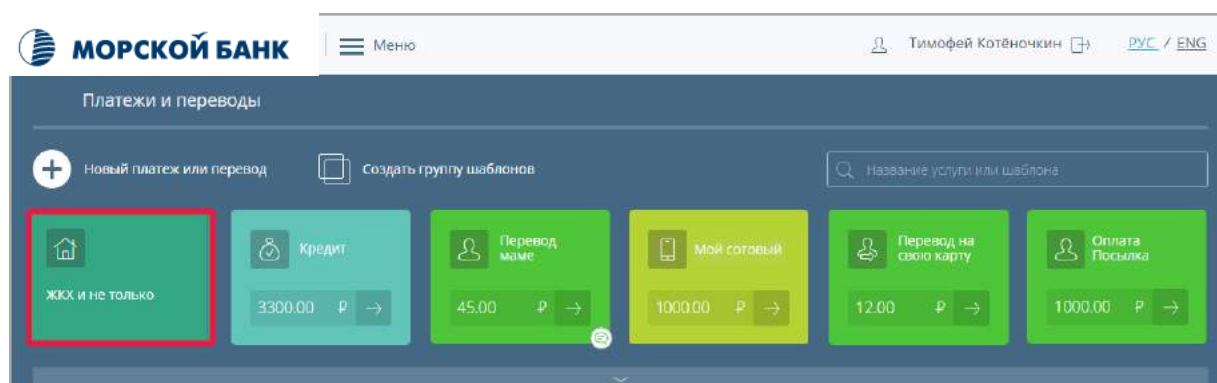 МОРСКОЙ БАНК
Меню
Тимофей Котёночкин
РУС / ENG
Платежи и переводы
Новый платеж или перевод
Создать группу шаблонов
Название услуги или шаблона
ЖКХ и не только
Кредит
3300.00 ₽
Перевод
маме
45.00 ₽
Мой сотовый
1000.00 ₽
Перевод на
свою карту
12.00 ₽
Оплата
Посылка
1000.00 ₽